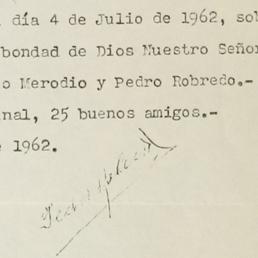 día 4 de Julio de 1962, sob
bondad de Dios Nuestro Señor
o Merodio y Pedro Robredo.-
nal, 25 buenos amigos.-
e 1962.